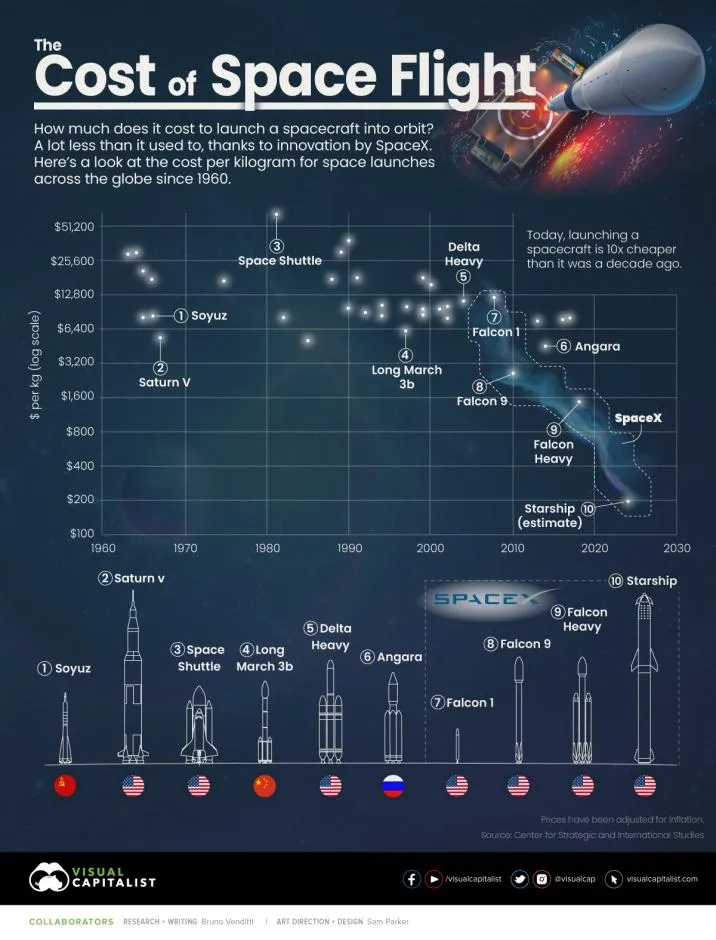 The
Cost of Space Flight
How much does it cost to launch a spacecraft into orbit?
A lot less than it used to, thanks to innovation by SpaceX.
Here's a look at the cost per kilogram for space launches
across the globe since 1960.
$ per kg (log scale)
$51,200
$25,600
$12,800
$6,400
$3,200
$1,600
$800
$400
$200
$100
1960
1970
1980
1990
2000
2010
2020
2030
Today, launching a
spacecraft is 10x cheaper
than it was a decade ago.
1 Soyuz
2
Saturn V
3
Space Shuttle
4
Long March
3b
Delta
Heavy
5
6 Angara
7
Falcon 1
8
Falcon 9
9
Falcon
Heavy
SpaceX
Starship 10
(estimate)
1 Soyuz
2 Saturn v
3 Space
Shuttle
4 Long
March 3b
5 Delta
Heavy
6 Angara
SPACEX
7 Falcon 1
8 Falcon 9
9 Falcon
Heavy
10 Starship
Prices have been adjusted for inflation.
Source: Center for Strategic and International Studies
VISUAL
CAPITALIST
/visualcapitalist
@visualcap
visualcapitalist.com
COLLABORATORS RESEARCH + WRITING Bruno Venditti | ART DIRECTION + DESIGN Sam Parker